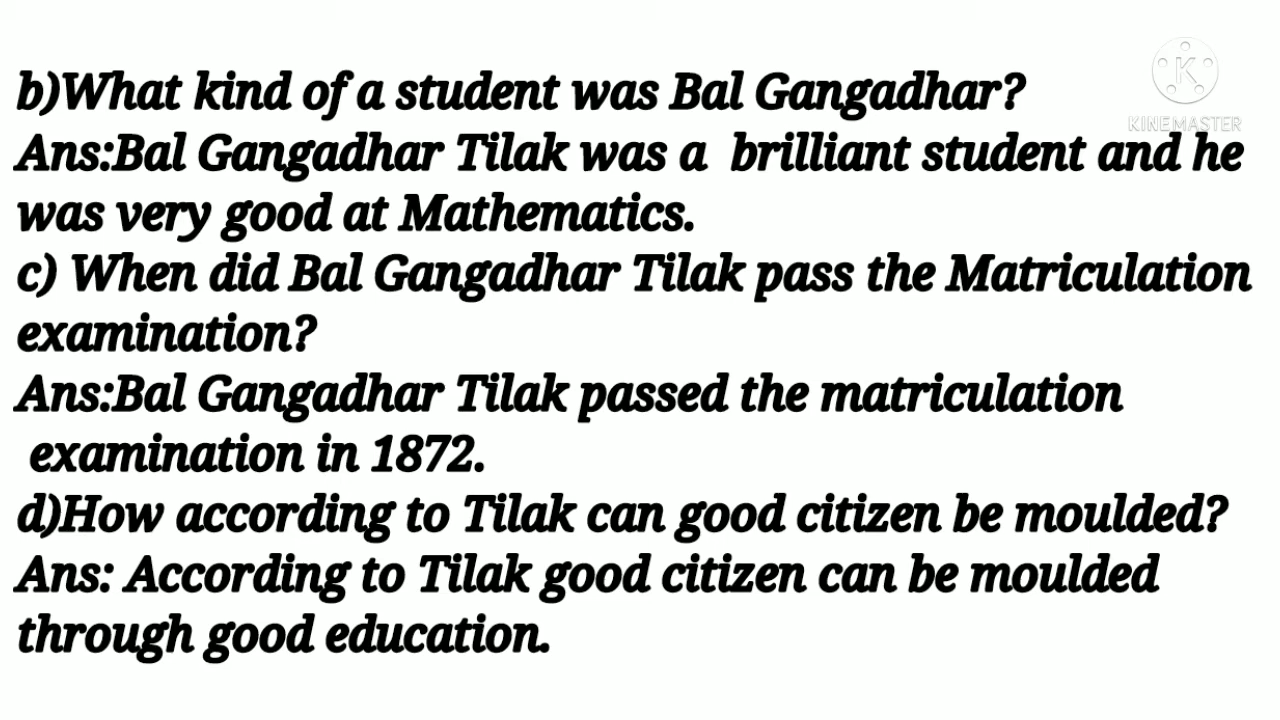 b)What kind of a student was Bal Gangadhar?
KINEMASTER
Ans:Bal Gangadhar Tilak was a brilliant student and he
was very good at Mathematics.
c) When did Bal Gangadhar Tilak pass the Matriculation
examination?
Ans:Bal Gangadhar Tilak passed the matriculation
examination in 1872.
d)How according to Tilak can good citizen be moulded?
Ans: According to Tilak good citizen can be moulded
through good education.